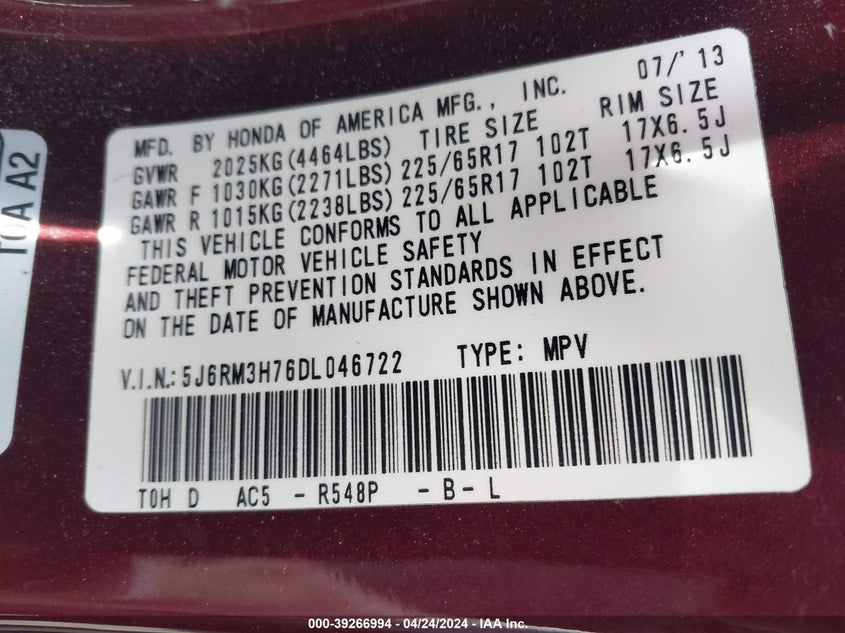 07/'13
MFD. BY HONDA OF AMERICA MFG., INC.
GVWR 2025KG(4464LBS) TIRE SIZE RIM SIZE
GAWR F 1030KG(2271LBS) 225/65R17 102T 17X6.5J
GAWR R 1015KG(2238LBS) 225/65R17 102T 17X6.5J
THIS VEHICLE CONFORMS TO ALL APPLICABLE
FEDERAL MOTOR VEHICLE SAFETY
AND THEFT PREVENTION STANDARDS IN EFFECT
ON THE DATE OF MANUFACTURE SHOWN ABOVE.
V.I.N.: 5J6RM3H76DL046722 TYPE: MPV
T0H D AC5 - R548P - B - L
T0A A2
000-39266994 - 04/24/2024 - IAA Inc.